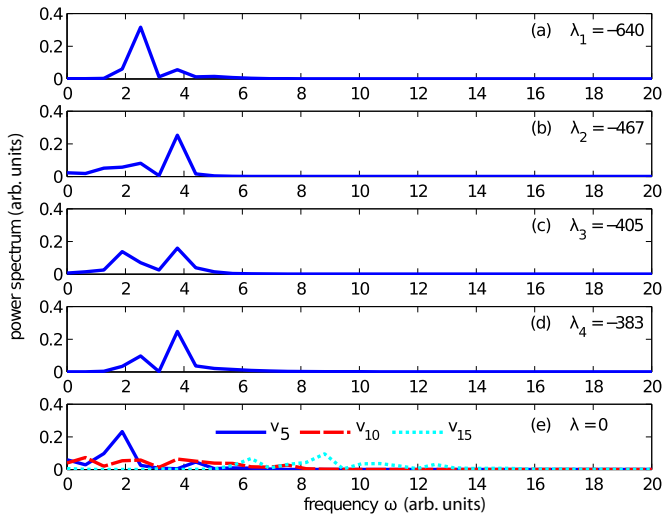 power spectrum (arb. units)
0.4
0.2
0
(a) λ1 = −640
0 2 4 6 8 10 12 14 16 18 20
0.4
0.2
0
(b) λ2 = −467
0 2 4 6 8 10 12 14 16 18 20
0.4
0.2
0
(c) λ3 = −405
0 2 4 6 8 10 12 14 16 18 20
0.4
0.2
0
(d) λ4 = −383
0 2 4 6 8 10 12 14 16 18 20
0.4
0.2
0
v5 v10 v15 (e) λ = 0
0 2 4 6 8 10 12 14 16 18 20
frequency ω (arb. units)